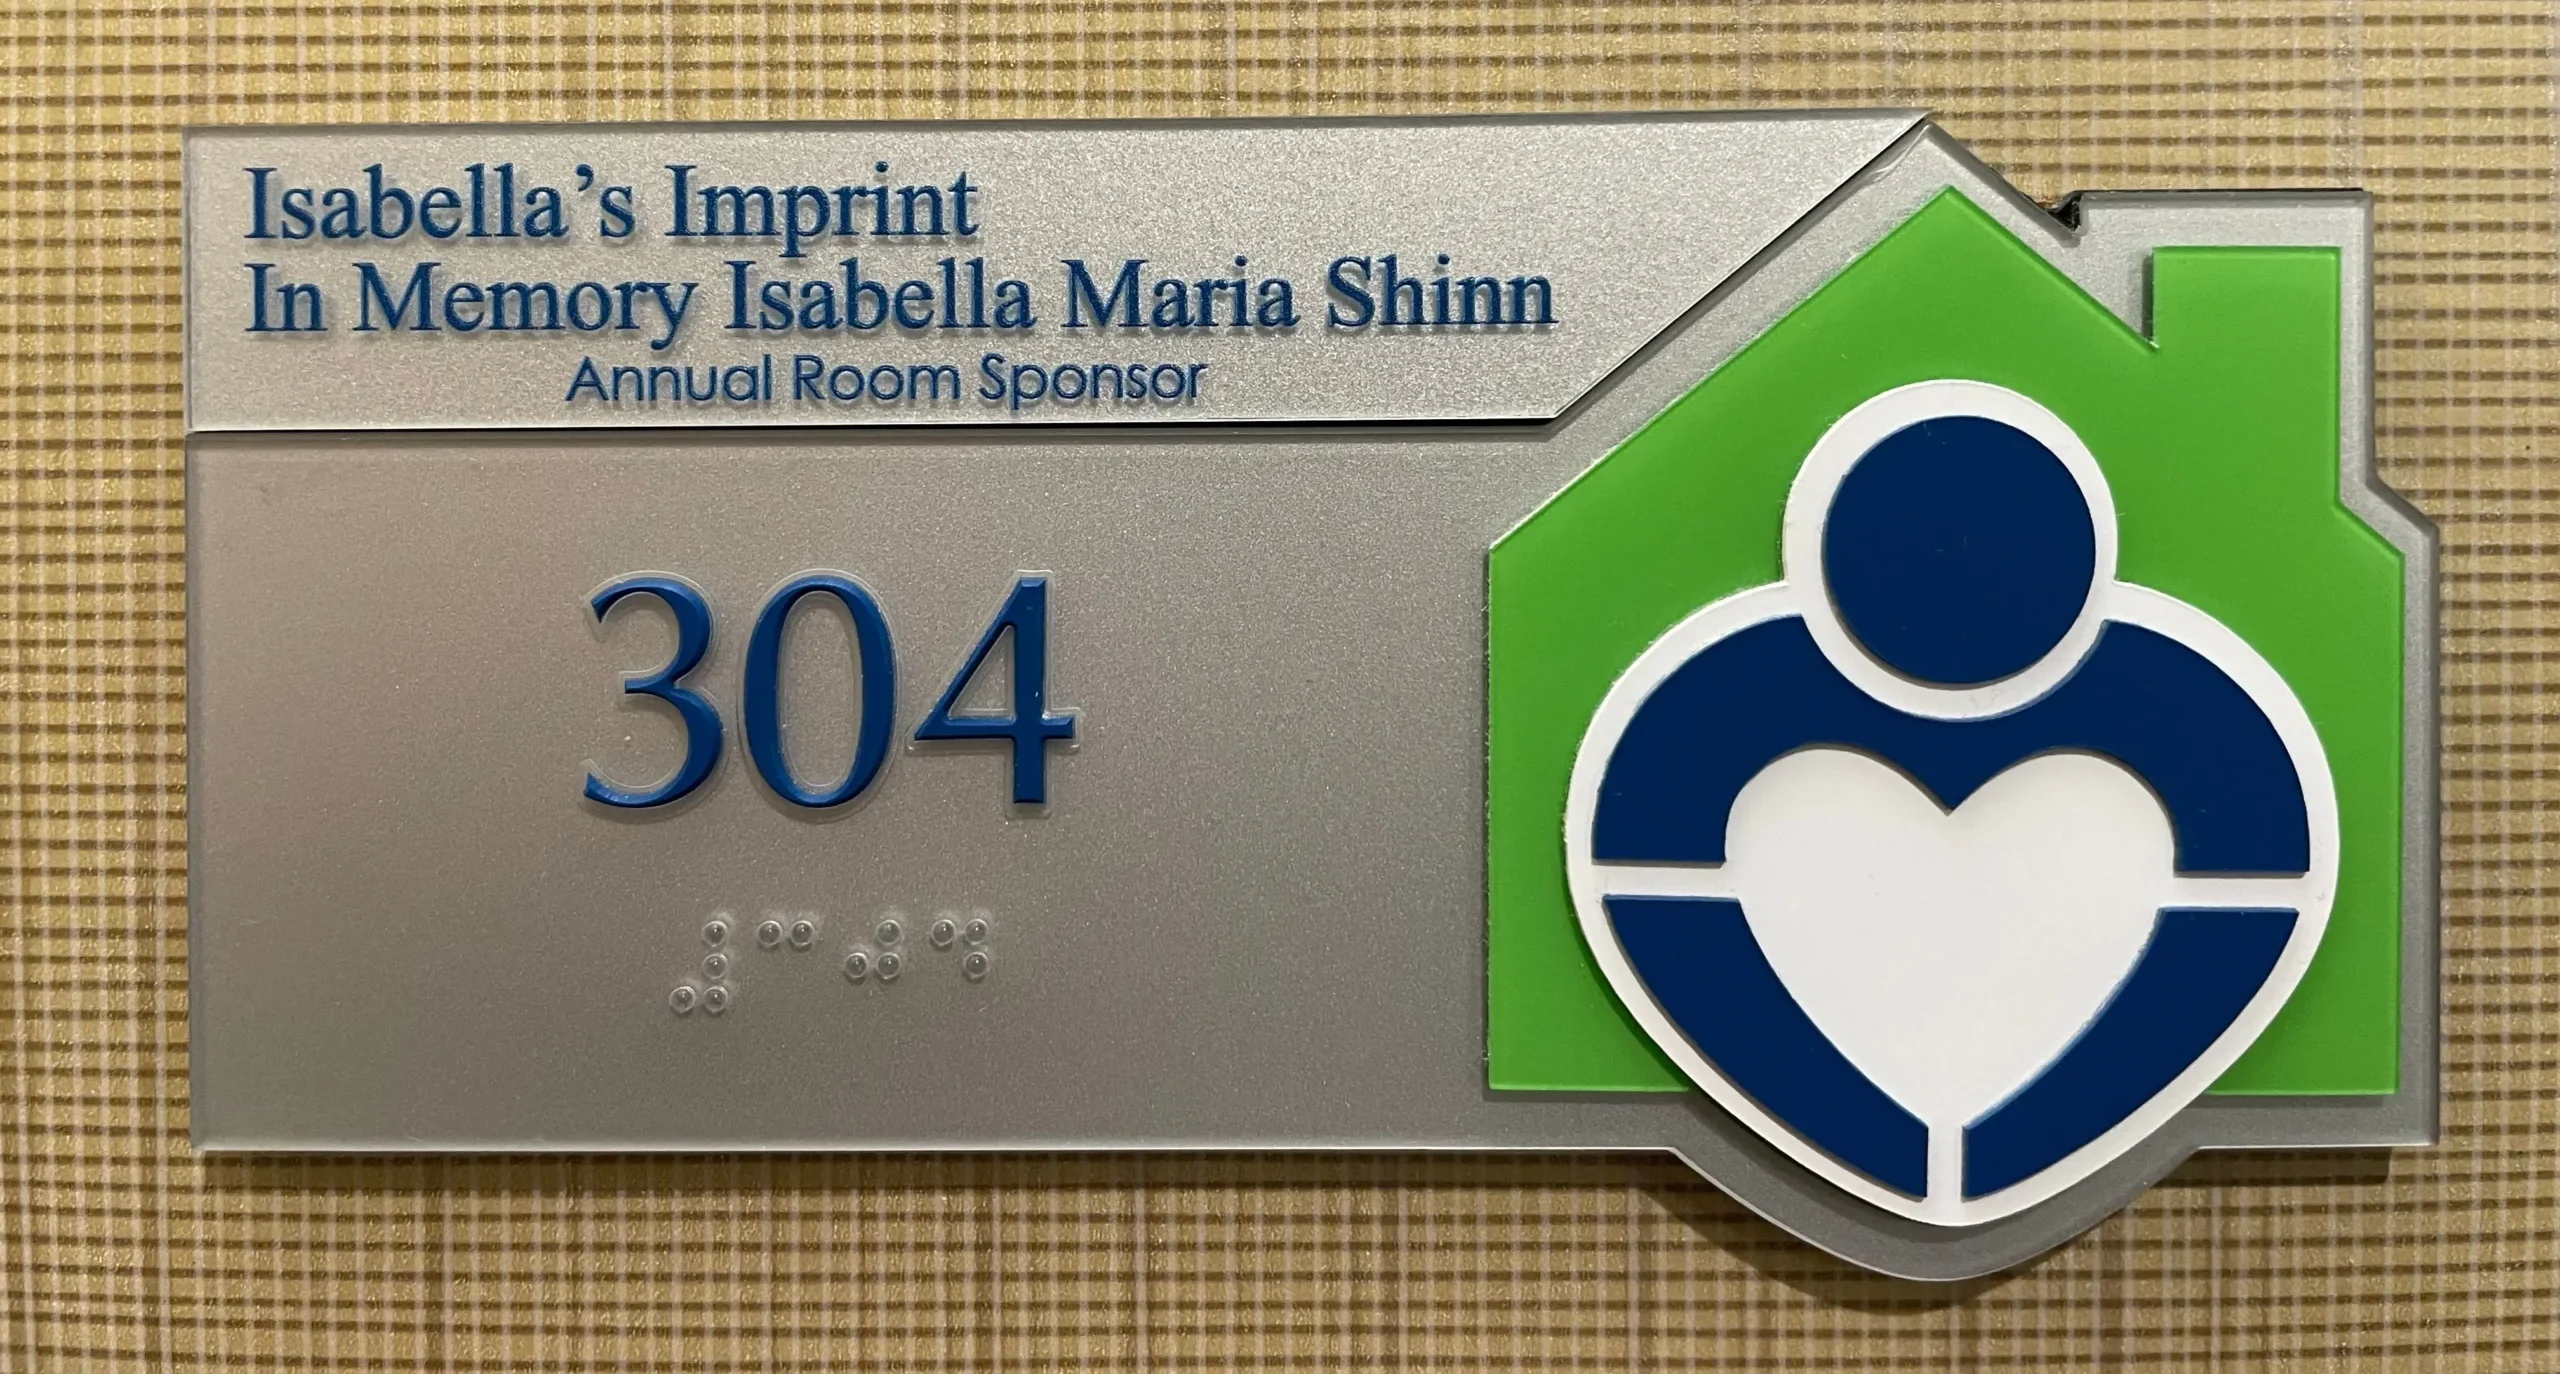 Isabella’s Imprint
In Memory Isabella Maria Shinn
Annual Room Sponsor
304
⠼⠉⠚⠙